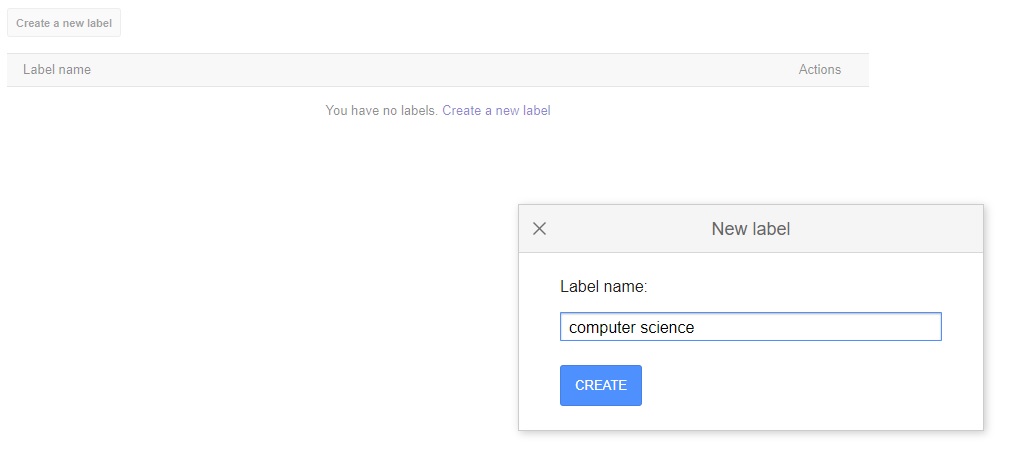 Create a new label
Label name Actions
You have no labels. Create a new label
New label
Label name:
computer science
CREATE